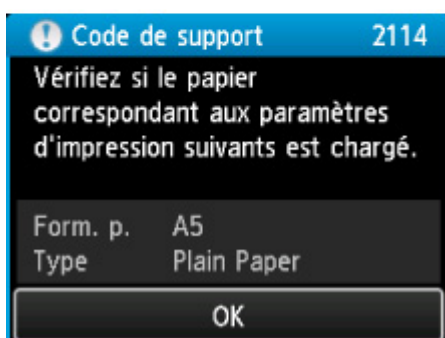 Code de support 2114
Vérifiez si le papier
correspondant aux paramètres
d'impression suivants est chargé.
Form. p. A5
Type Plain Paper
OK